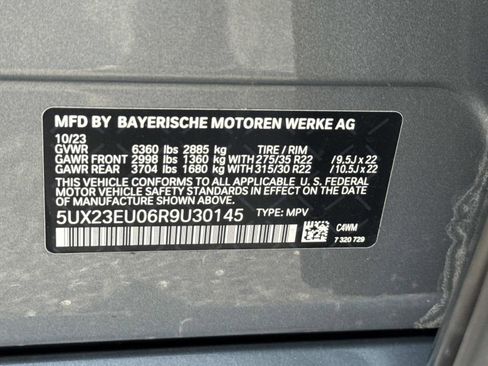 MFD BY BAYERISCHE MOTOREN WERKE AG
10/23
GVWR 6360 lbs 2885 kg TIRE / RIM
GAWR FRONT 2998 lbs 1360 kg WITH 275/35 R22 / 9.5J x 22
GAWR REAR 3704 lbs 1680 kg WITH 315/30 R22 / 10.5J x 22
THIS VEHICLE CONFORMS TO ALL APPLICABLE U. S. FEDERAL
MOTOR VEHICLE SAFETY STANDARDS IN EFFECT ON THE DATE
OF MANUFACTURE SHOWN ABOVE.
5UX23EU06R9U30145 TYPE: MPV
C4WM
7 320 729